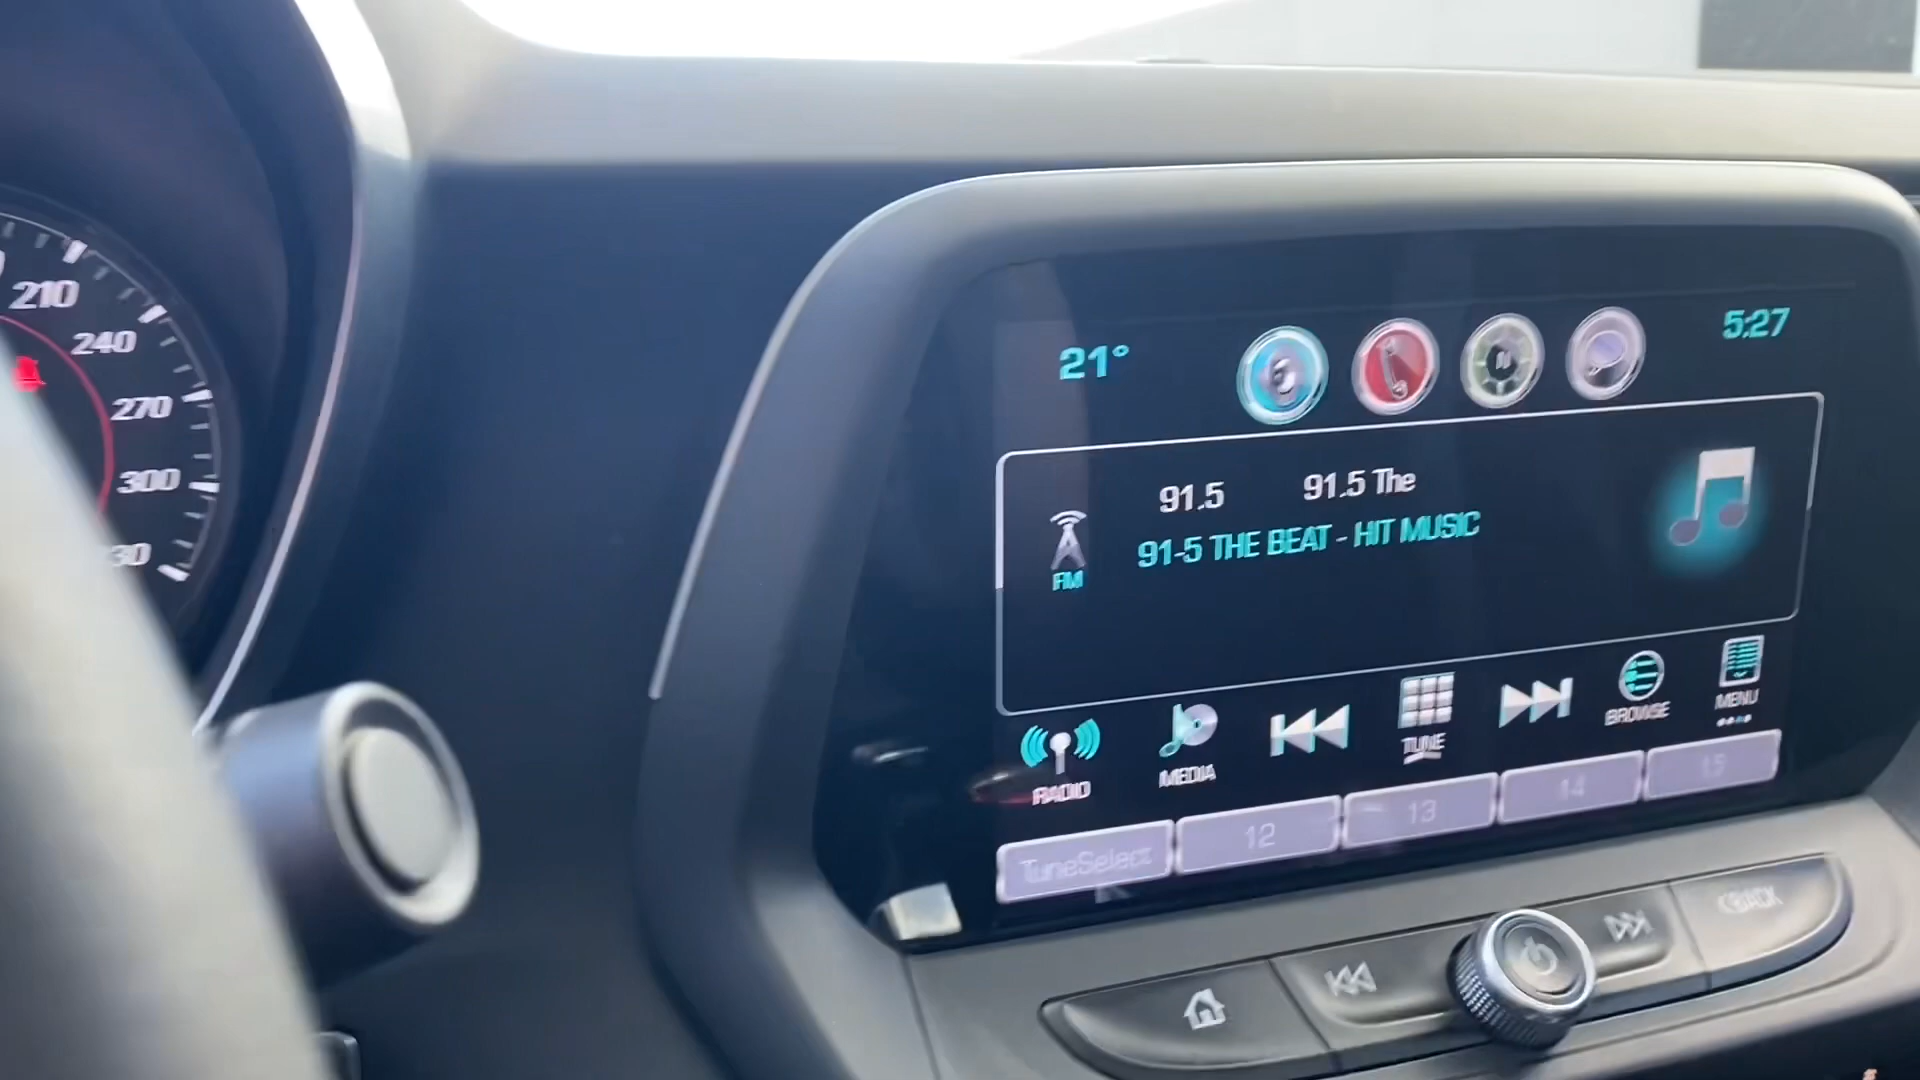 210
240
270
300
30
21°
5:27
91.5 91.5 The
91-5 THE BEAT - HIT MUSIC
FM
RADIO
MEDIA
TUNE
BROWSE
MENU
TuneSelect 12 13 14 15
BACK